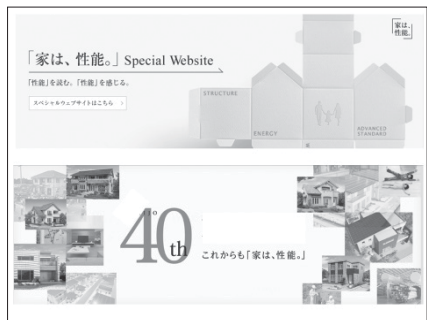 「家は、性能。」Special Website
「性能」を読む。「性能」を感じる。
スペシャルウェブサイトはこちら >
家は、
性能。
STRUCTURE
ENERGY
ADVANCED
STANDARD
40th
これからも「家は、性能。」